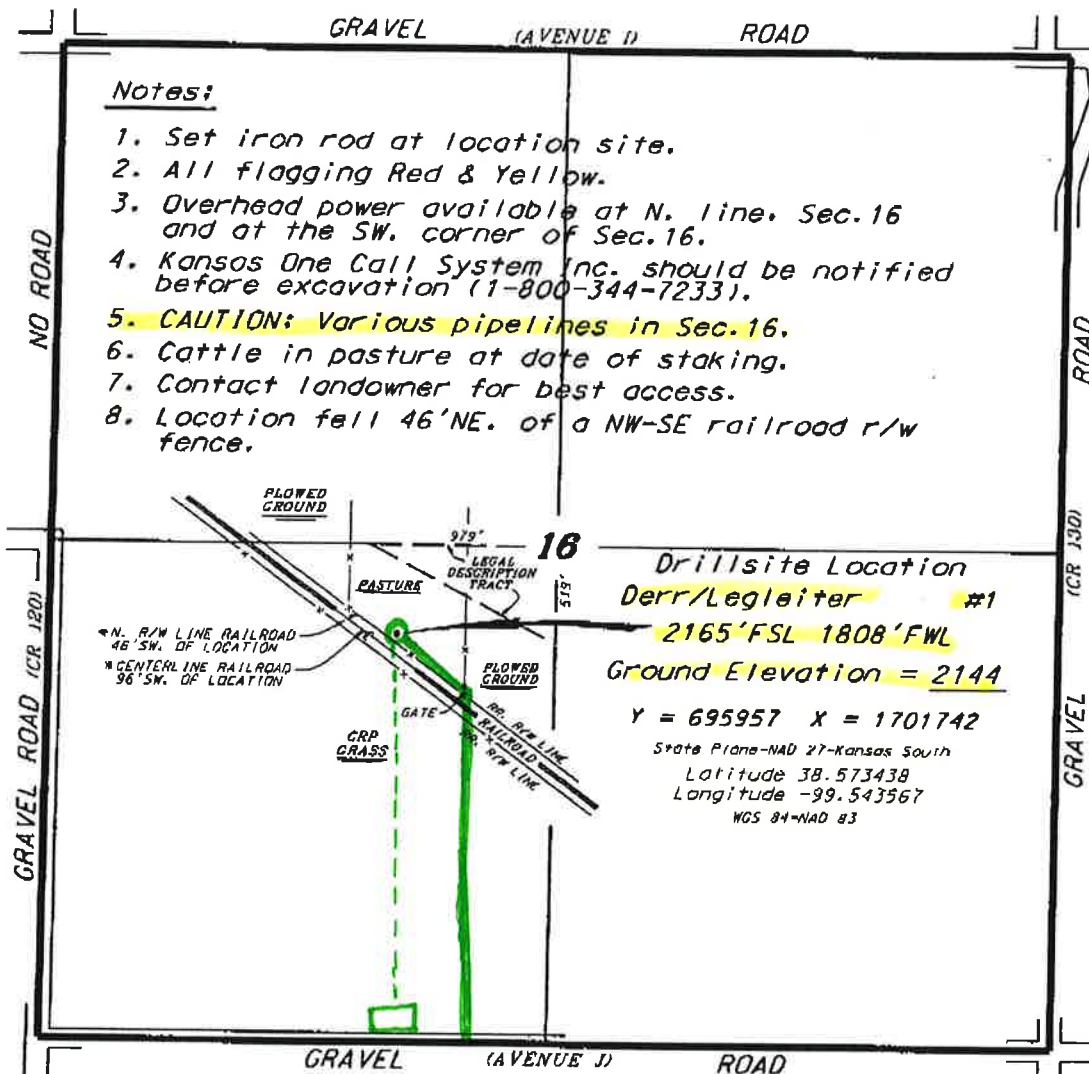 GRAVEL (AVENUE I) ROAD
Notes:
1. Set iron rod at location site.
2. All flagging Red & Yellow.
3. Overhead power available at N. line. Sec.16
and at the SW. corner of Sec.16.
4. Kansas One Call System Inc. should be notified
before excavation (1-800-344-7233).
5. CAUTION: Various pipelines in Sec.16.
6. Cattle in pasture at date of staking.
7. Contact landowner for best access.
8. Location fell 46'NE. of a NW-SE railroad r/w
fence.
NO ROAD
GRAVEL ROAD (CR 120)
ROAD
(CR 130)
GRAVEL
PLOWED
GROUND
979'
16
LEGAL
DESCRIPTION
TRACT
PASTURE
519'
N. R/W LINE RAILROAD
46'SW. OF LOCATION
CENTERLINE RAILROAD
96'SW. OF LOCATION
PLOWED
GROUND
GATE
RR. R/W LINE
RAILROAD
RR. R/W LINE
CRP
GRASS
Drillsite Location
Derr/Legleiter #1
2165'FSL 1808'FWL
Ground Elevation = 2144
Y = 695957 X = 1701742
State Plane-NAD 27-Kansas South
Latitude 38.573438
Longitude -99.543567
WGS 84-NAD 83
GRAVEL (AVENUE J) ROAD